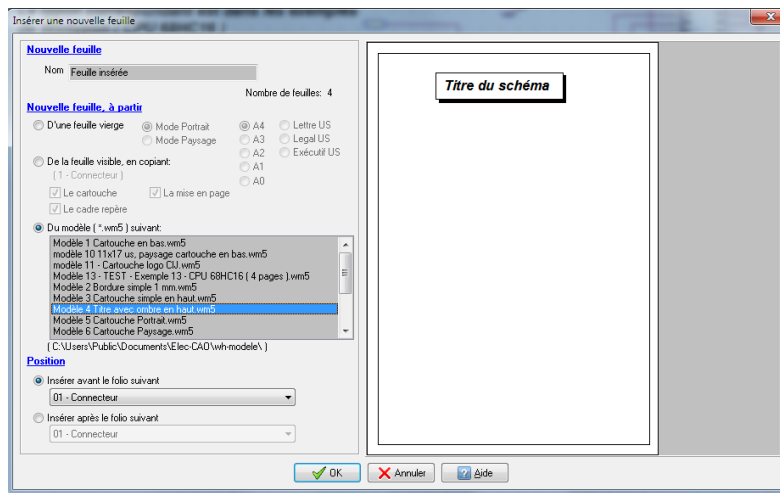 Insérer une nouvelle feuille
Nouvelle feuille
Nom Feuille insérée
Nombre de feuilles: 4
Nouvelle feuille, à partir
D'une feuille vierge
Mode Portrait
Mode Paysage
A4
A3
A2
A1
A0
Lettre US
Legal US
Exécutif US
De la feuille visible, en copiant:
( 1 - Connecteur )
Le cartouche
La mise en page
Le cadre repère
Du modèle ( *.wm5 ) suivant:
Modèle 1 Cartouche en bas.wm5
modèle 10 11x17 us, paysage cartouche en bas.wm5
modèle 11 - Cartouche logo CIJ.wm5
Modèle 13 - TEST - Exemple 13 - CPU 68HC16 ( 4 pages ).wm5
Modèle 2 Bordure simple 1 mm.wm5
Modèle 3 Cartouche simple en haut.wm5
Modèle 4 Titre avec ombre en haut.wm5
Modèle 5 Cartouche Portrait.wm5
Modèle 6 Cartouche Paysage.wm5
( C:\Users\Public\Documents\Elec-CAO\wh-modele\ )
Position
Insérer avant le folio suivant
01 - Connecteur
Insérer après le folio suivant
01 - Connecteur
Titre du schéma
OK
Annuler
Aide